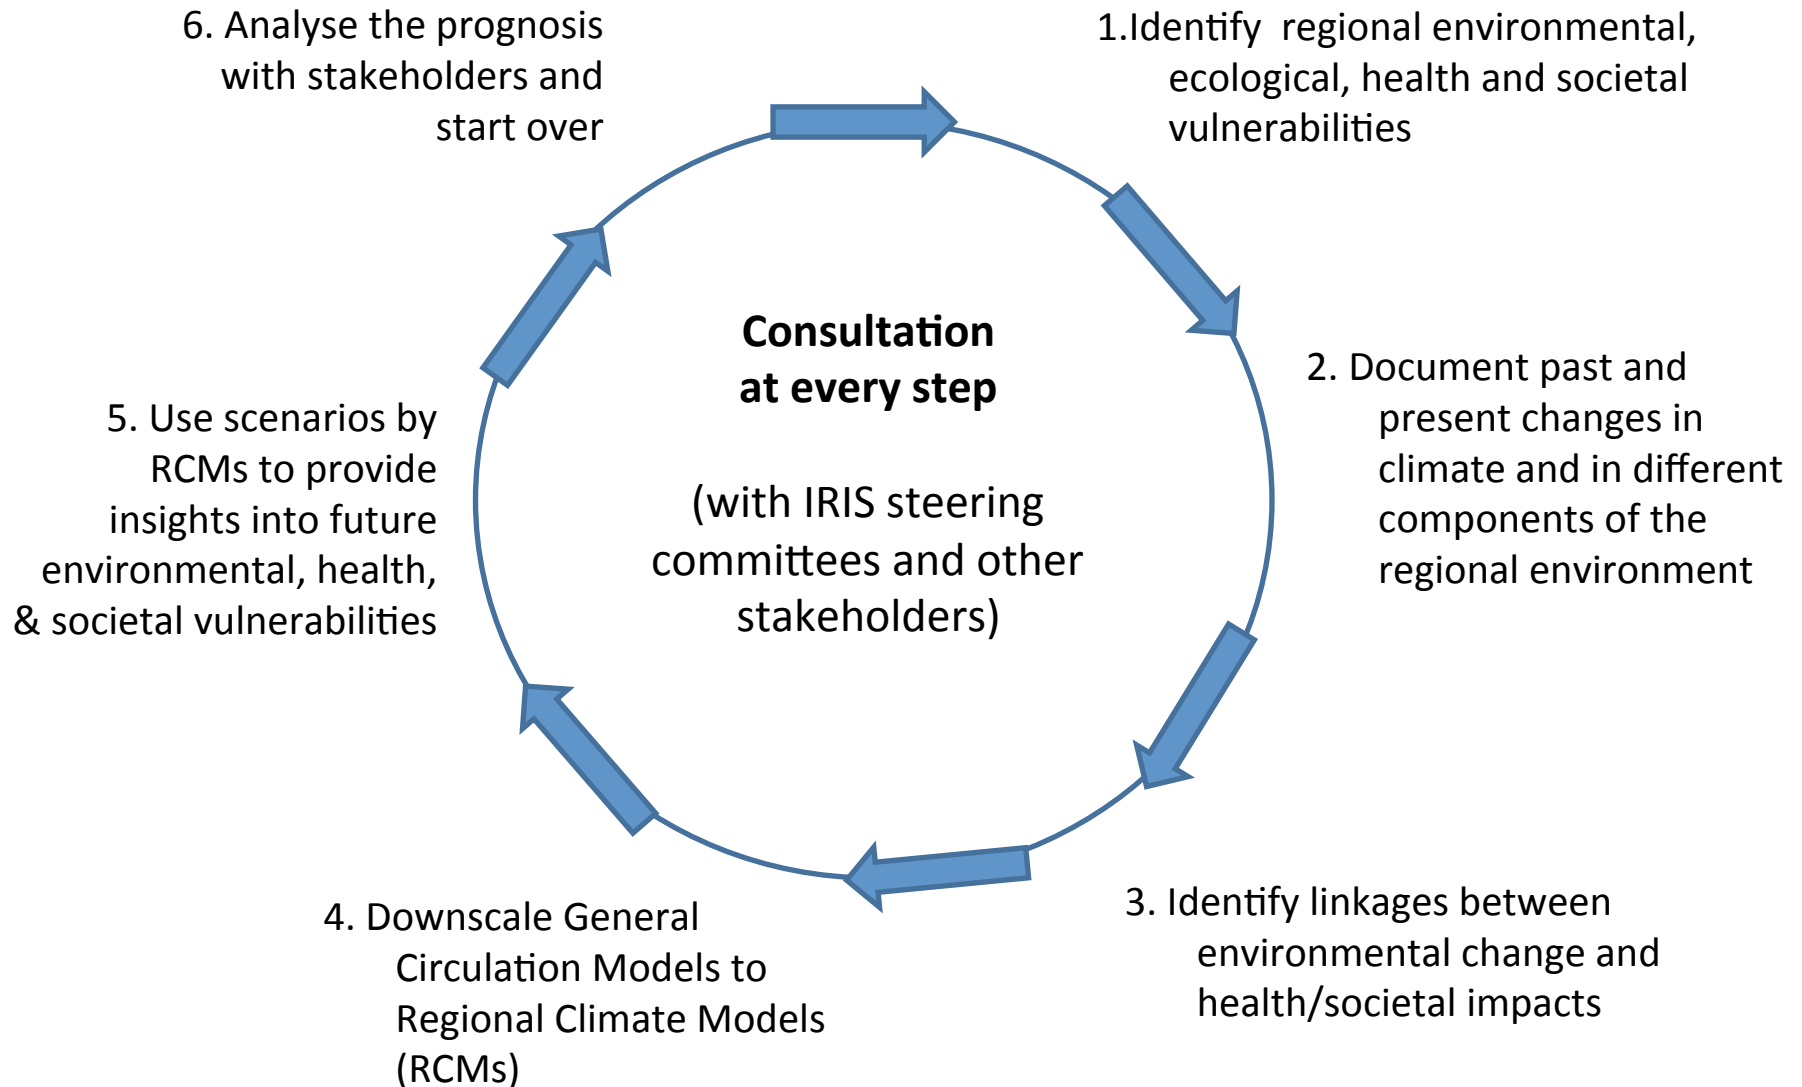 1.Identify regional environmental,
ecological, health and societal
vulnerabilities
2. Document past and
present changes in
climate and in different
components of the
regional environment
3. Identify linkages between
environmental change and
health/societal impacts
4. Downscale General
Circulation Models to
Regional Climate Models
(RCMs)
5. Use scenarios by
RCMs to provide
insights into future
environmental, health,
& societal vulnerabilities
6. Analyse the prognosis
with stakeholders and
start over
Consultation
at every step
(with IRIS steering
committees and other
stakeholders)